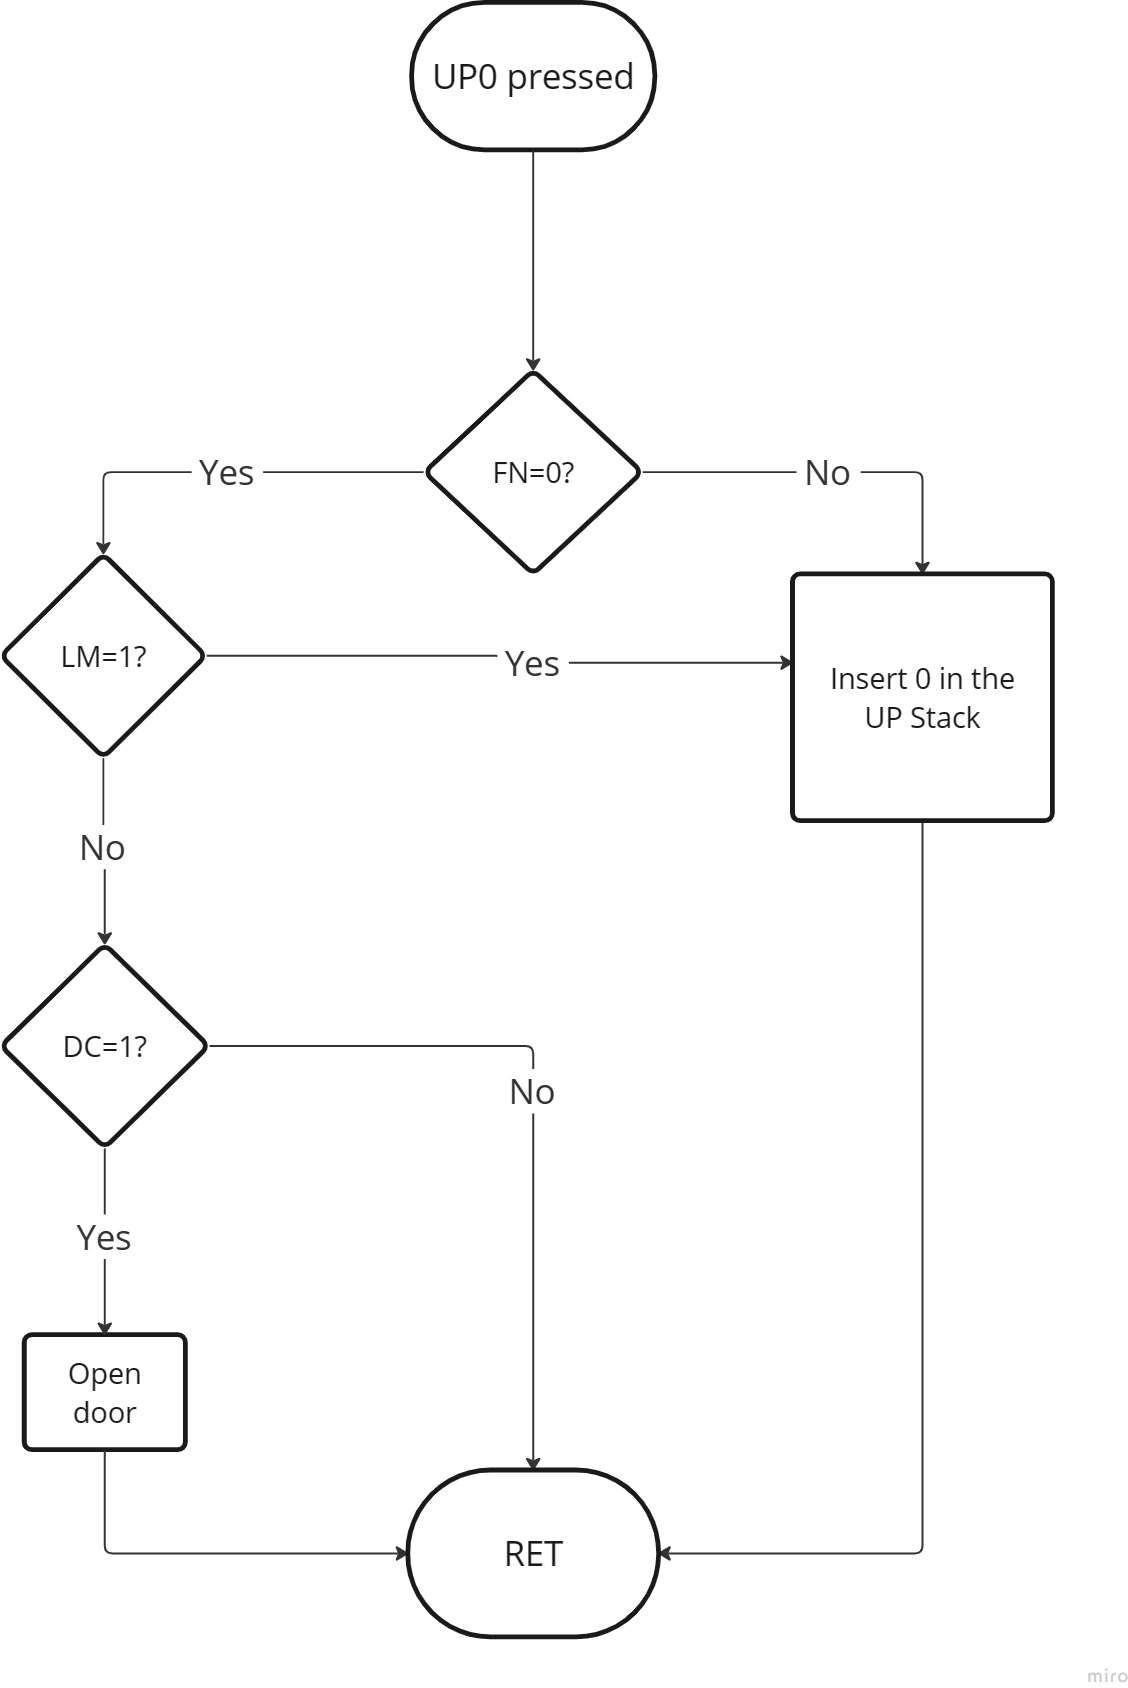 UP0 pressed
FN=0?
Yes
No
LM=1?
Yes
Insert 0 in the
UP Stack
No
DC=1?
No
Yes
Open
door
RET
miro